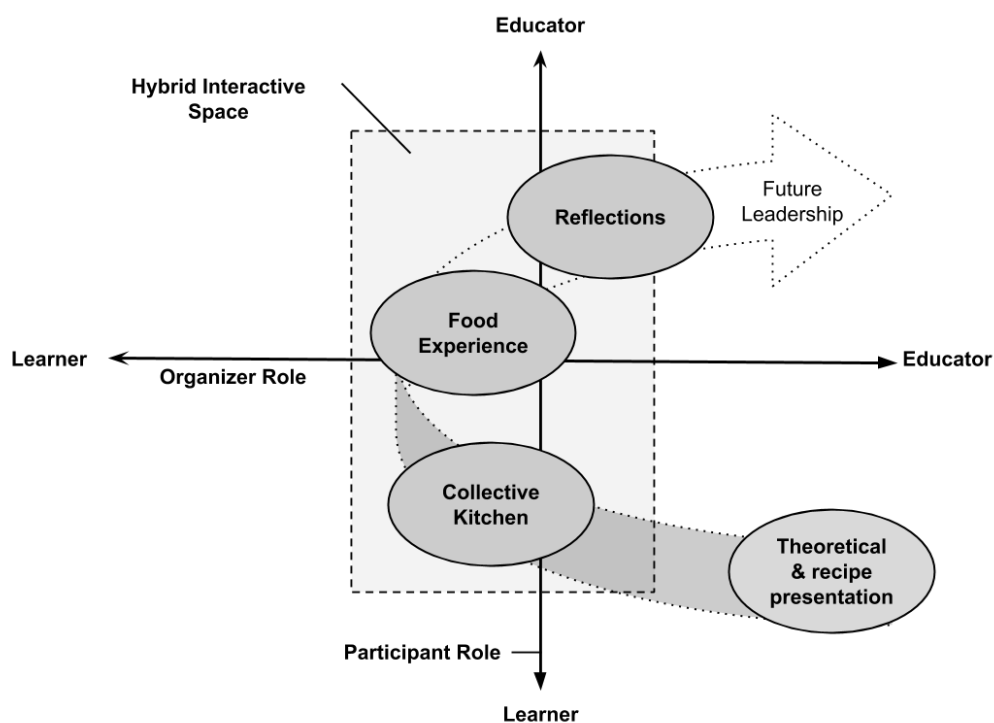 Educator
Hybrid Interactive
Space
Reflections
Future
Leadership
Food
Experience
Learner
Educator
Organizer Role
Collective
Kitchen
Theoretical
& recipe
presentation
Participant Role
Learner